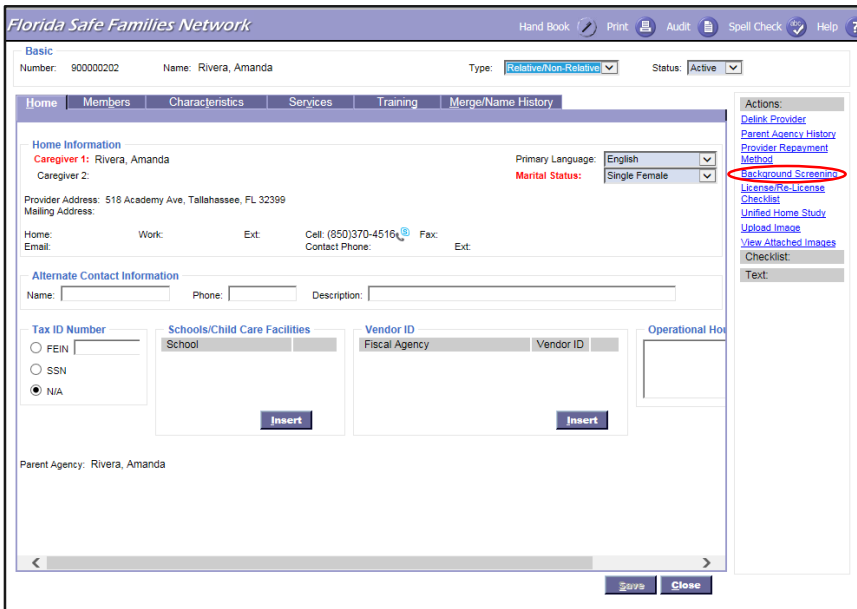 Florida Safe Families Network
Hand Book Print Audit Spell Check abc Help ?
Basic
Number: 900000202 Name: Rivera, Amanda Type: Relative/Non-Relative Status: Active
Home Members Characteristics Services Training Merge/Name History
Home Information
Caregiver 1: Rivera, Amanda Primary Language: English
Caregiver 2: Marital Status: Single Female
Provider Address: 518 Academy Ave, Tallahassee, FL 32399
Mailing Address:
Home: Work: Ext: Cell: (850)370-4516 Fax:
Email: Contact Phone: Ext:
Alternate Contact Information
Name: Phone: Description:
Tax ID Number
FEIN
SSN
N/A
Schools/Child Care Facilities
School
Insert
Vendor ID
Fiscal Agency Vendor ID
Insert
Operational Hou
Parent Agency: Rivera, Amanda
Actions:
Delink Provider
Parent Agency History
Provider Repayment
Method
Background Screening
License/Re-License
Checklist
Unified Home Study
Upload Image
View Attached Images
Checklist:
Text:
Save Close